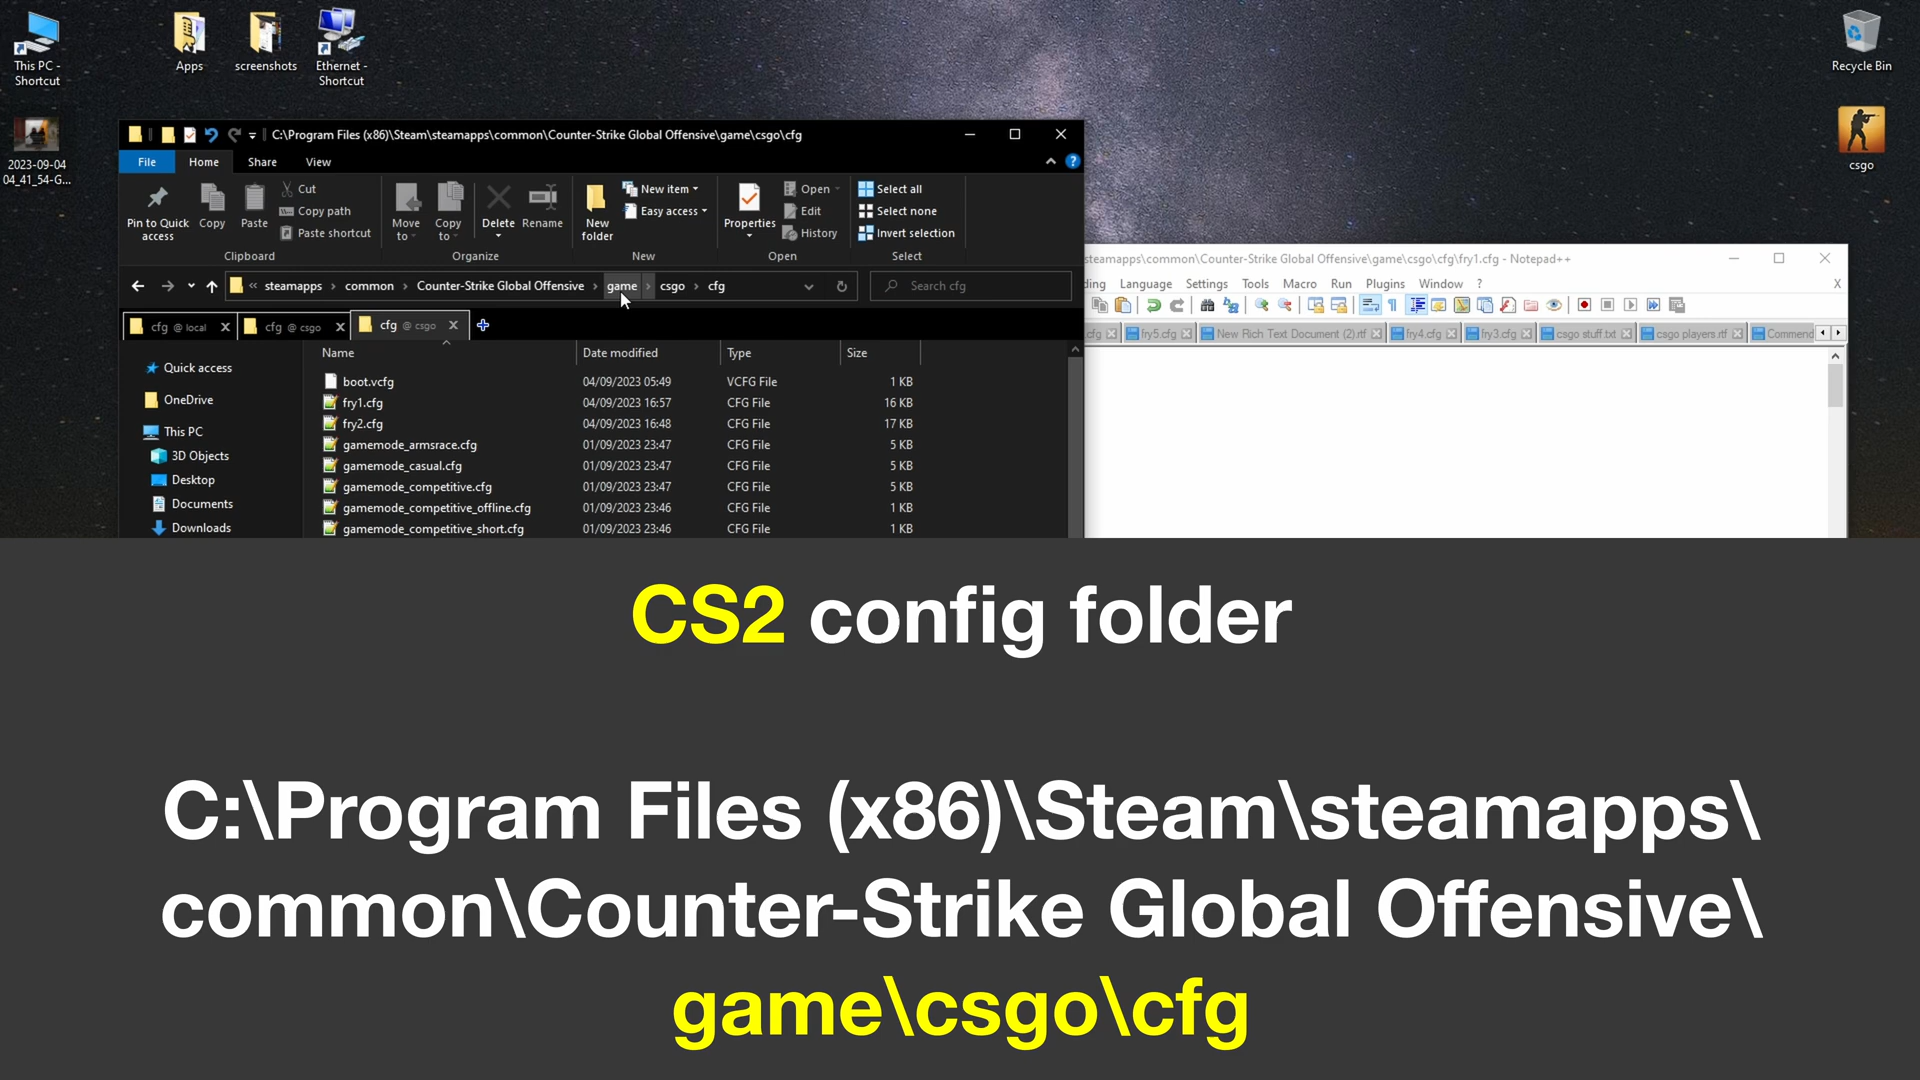 This PC -
Shortcut
Apps
screenshots
Ethernet -
Shortcut
Recycle Bin
2023-09-04
04_41_54-G...
csgo
C:\Program Files (x86)\Steam\steamapps\common\Counter-Strike Global Offensive\game\csgo\cfg
File Home Share View
Pin to Quick
access
Copy
Paste
Cut
Copy path
Paste shortcut
Move
to
Copy
to
Delete
Rename
New
folder
New item
Easy access
Properties
Open
Edit
History
Select all
Select none
Invert selection
Clipboard Organize New Open Select
« steamapps › common › Counter-Strike Global Offensive › game › csgo › cfg
Search cfg
cfg @ local
cfg @ csgo
cfg @ csgo
Name Date modified Type Size
Quick access
OneDrive
This PC
3D Objects
Desktop
Documents
Downloads
boot.vcfg 04/09/2023 05:49 VCFG File 1 KB
fry1.cfg 04/09/2023 16:57 CFG File 16 KB
fry2.cfg 04/09/2023 16:48 CFG File 17 KB
gamemode_armsrace.cfg 01/09/2023 23:47 CFG File 5 KB
gamemode_casual.cfg 01/09/2023 23:47 CFG File 5 KB
gamemode_competitive.cfg 01/09/2023 23:47 CFG File 5 KB
gamemode_competitive_offline.cfg 01/09/2023 23:46 CFG File 1 KB
gamemode_competitive_short.cfg 01/09/2023 23:46 CFG File 1 KB
steamapps\common\Counter-Strike Global Offensive\game\csgo\cfg\fry1.cfg - Notepad++
ding Language Settings Tools Macro Run Plugins Window ? X
cfg fry5.cfg New Rich Text Document (2).rtf fry4.cfg fry3.cfg csgo stuff.txt csgo players.rtf Commend
CS2 config folder
C:\Program Files (x86)\Steam\steamapps\
common\Counter-Strike Global Offensive\
game\csgo\cfg